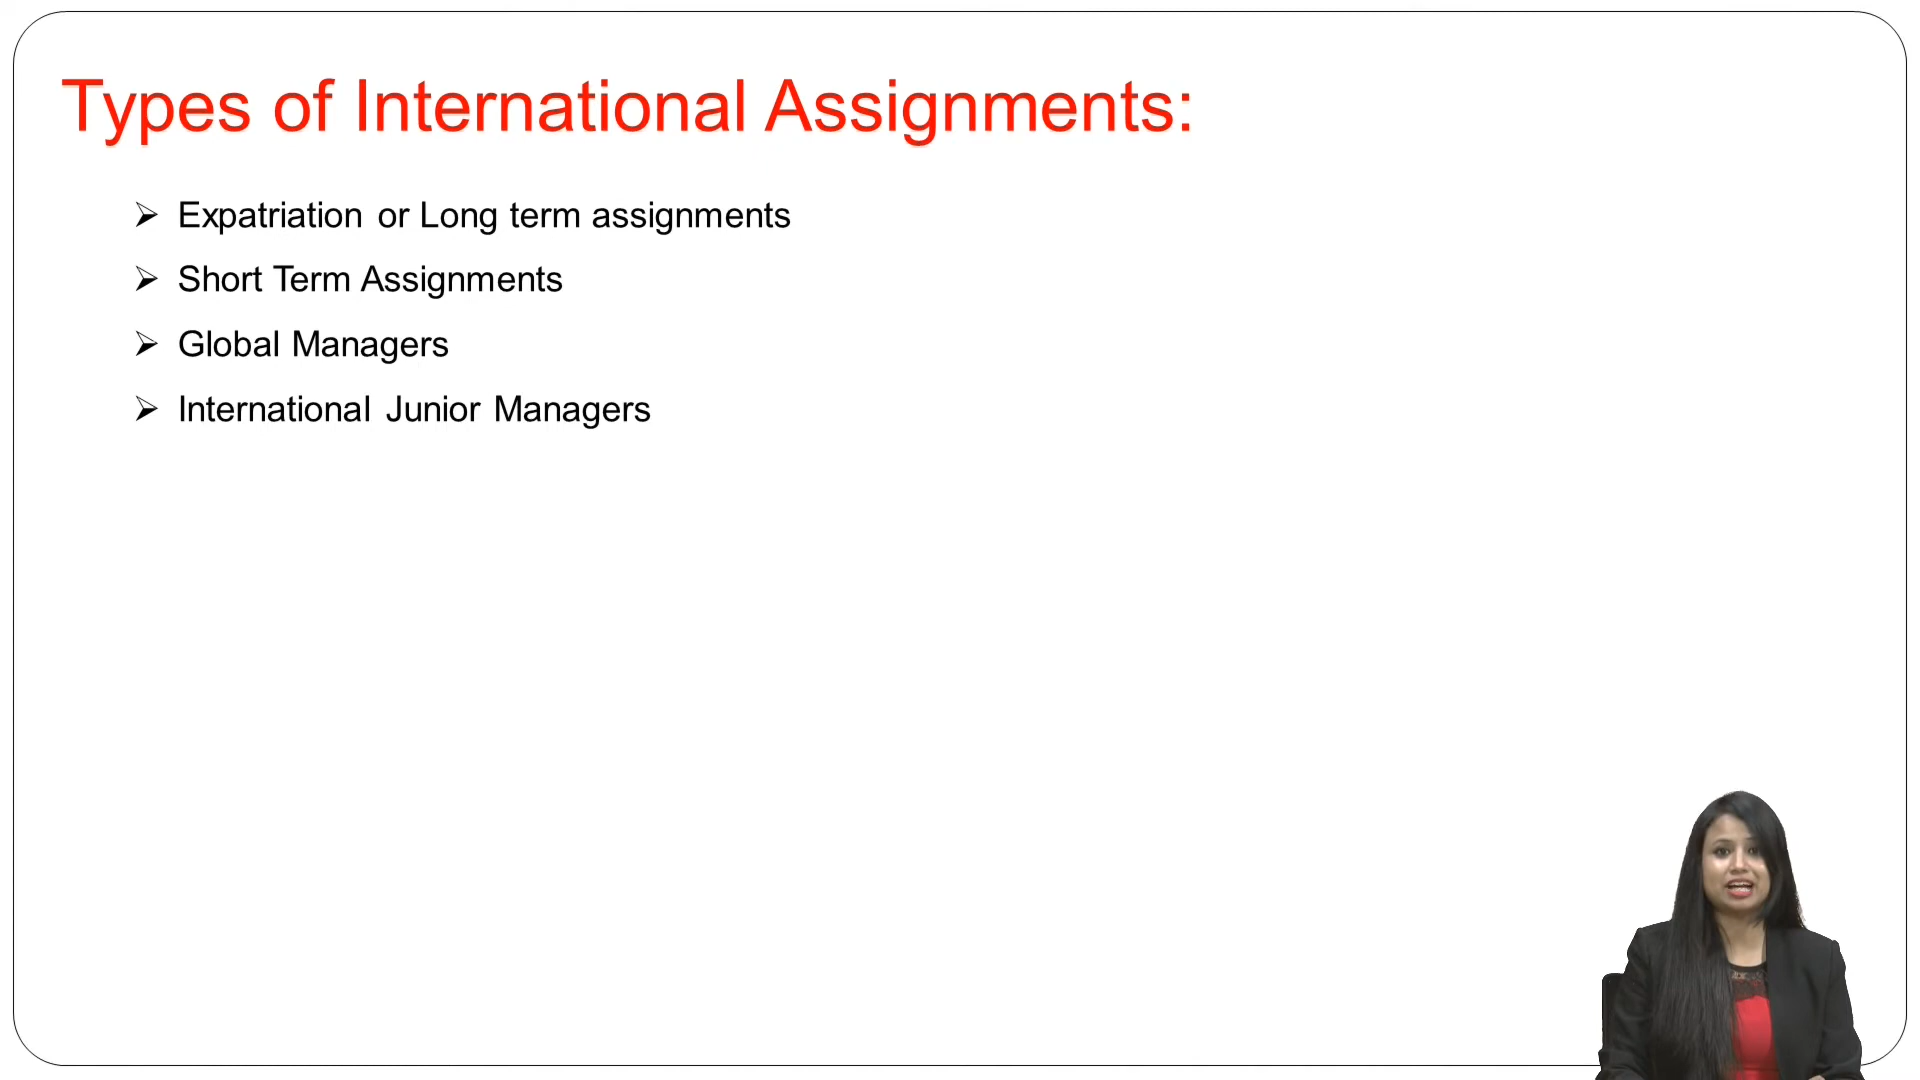 Types of International Assignments:
➢ Expatriation or Long term assignments
➢ Short Term Assignments
➢ Global Managers
➢ International Junior Managers